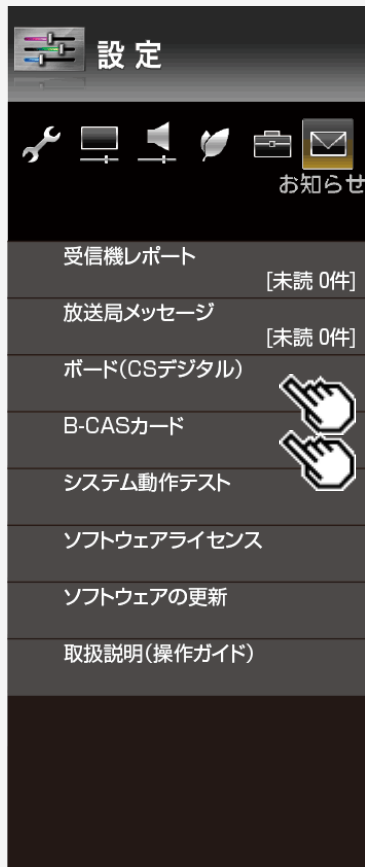 設定
お知らせ
受信機レポート
[未読 0件]
放送局メッセージ
[未読 0件]
ボード(CSデジタル)
B-CASカード
システム動作テスト
ソフトウェアライセンス
ソフトウェアの更新
取扱説明(操作ガイド)